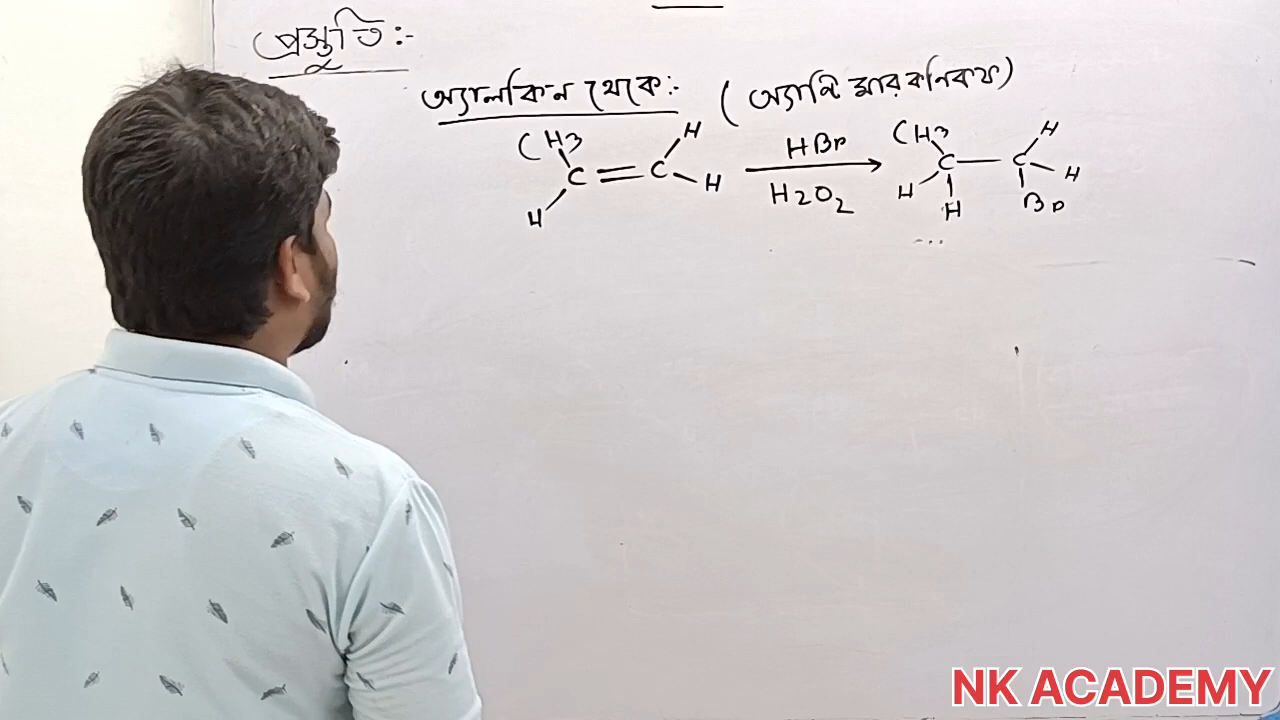 প্রস্তুতি :-
অ্যালকিন থেকে :- ( অ্যান্টি মারকনিকফ )
CH3 H HBr CH3 H
C = C → C — C
H H H2O2 H H Br H
...
NK ACADEMY